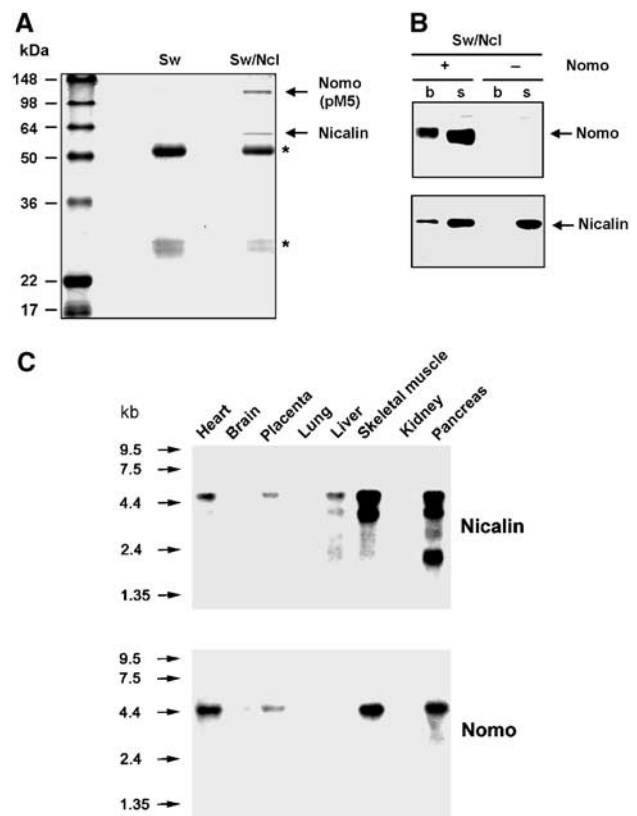 A
B
kDa
Sw
Sw/Ncl
148
98
64
50
36
22
17
Nomo
(pM5)
Nicalin
*
*
Sw/Ncl
+ – Nomo
b s b s
Nomo
Nicalin
C
kb
Heart
Brain
Placenta
Lung
Liver
Skeletal muscle
Kidney
Pancreas
9.5
7.5
4.4
2.4
1.35
Nicalin
9.5
7.5
4.4
2.4
1.35
Nomo